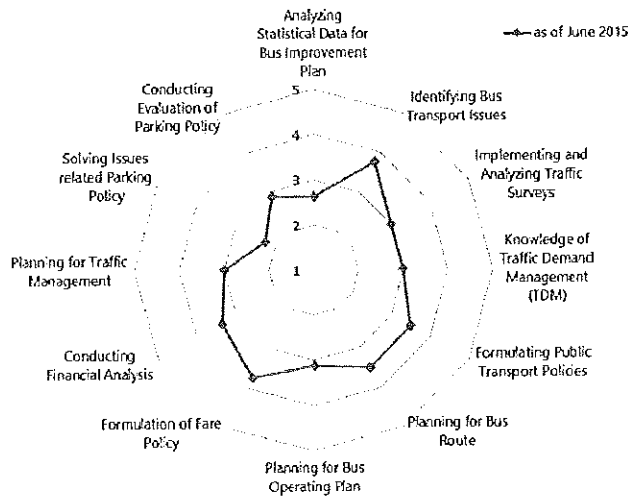 Analyzing
Statistical Data for
Bus Improvement
Plan
as of June 2015
Identifying Bus
Transport Issues
Implementing and
Analyzing Traffic
Surveys
Knowledge of
Traffic Demand
Management
(TDM)
Formulating Public
Transport Policies
Planning for Bus
Route
Planning for Bus
Operating Plan
Formulation of Fare
Policy
Conducting
Financial Analysis
Planning for Traffic
Management
Solving Issues
related Parking
Policy
Conducting
Evaluation of
Parking Policy
5
4
3
2
1